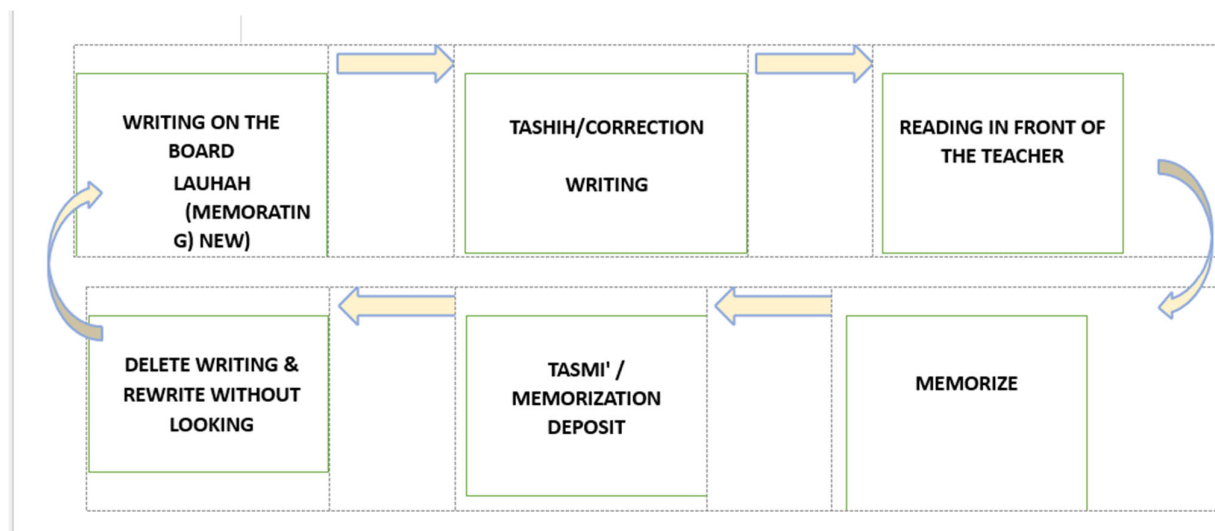 WRITING ON THE
BOARD
LAUHAH
(MEMORATIN
G) NEW)
TASHIH/CORRECTION
WRITING
READING IN FRONT OF
THE TEACHER
MEMORIZE
TASMI' /
MEMORIZATION
DEPOSIT
DELETE WRITING &
REWRITE WITHOUT
LOOKING